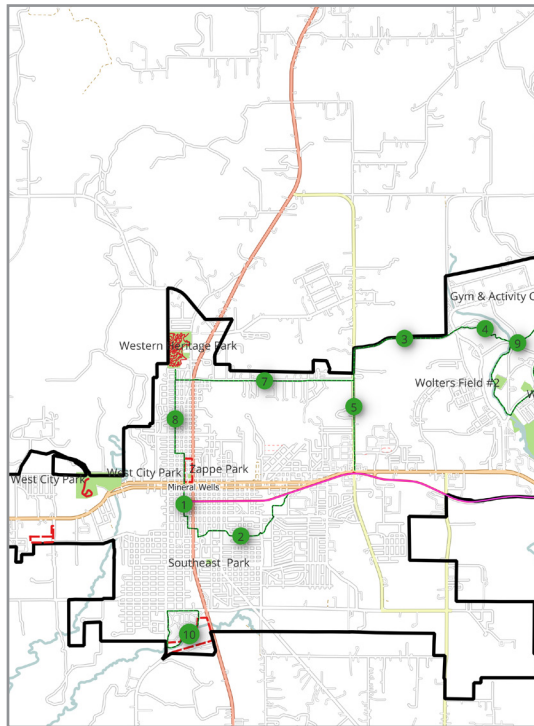 Gym & Activity C
4
3
9
Western Heritage Park
7
Wolters Field #2
W
5
8
Zappe Park
West City Park
West City Park
Mineral Wells
1
2
Southeast Park
10